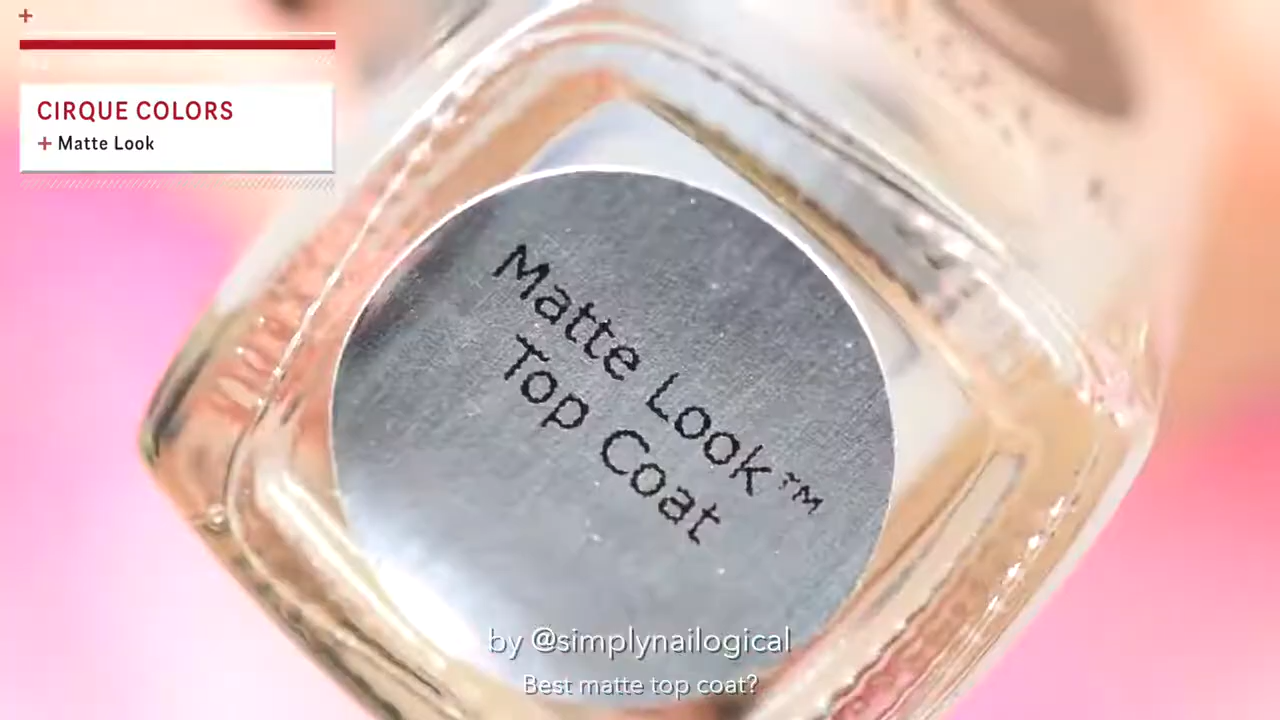 CIRQUE COLORS
+ Matte Look
Matte Look™
Top Coat
by @simplynailogical
Best matte top coat?